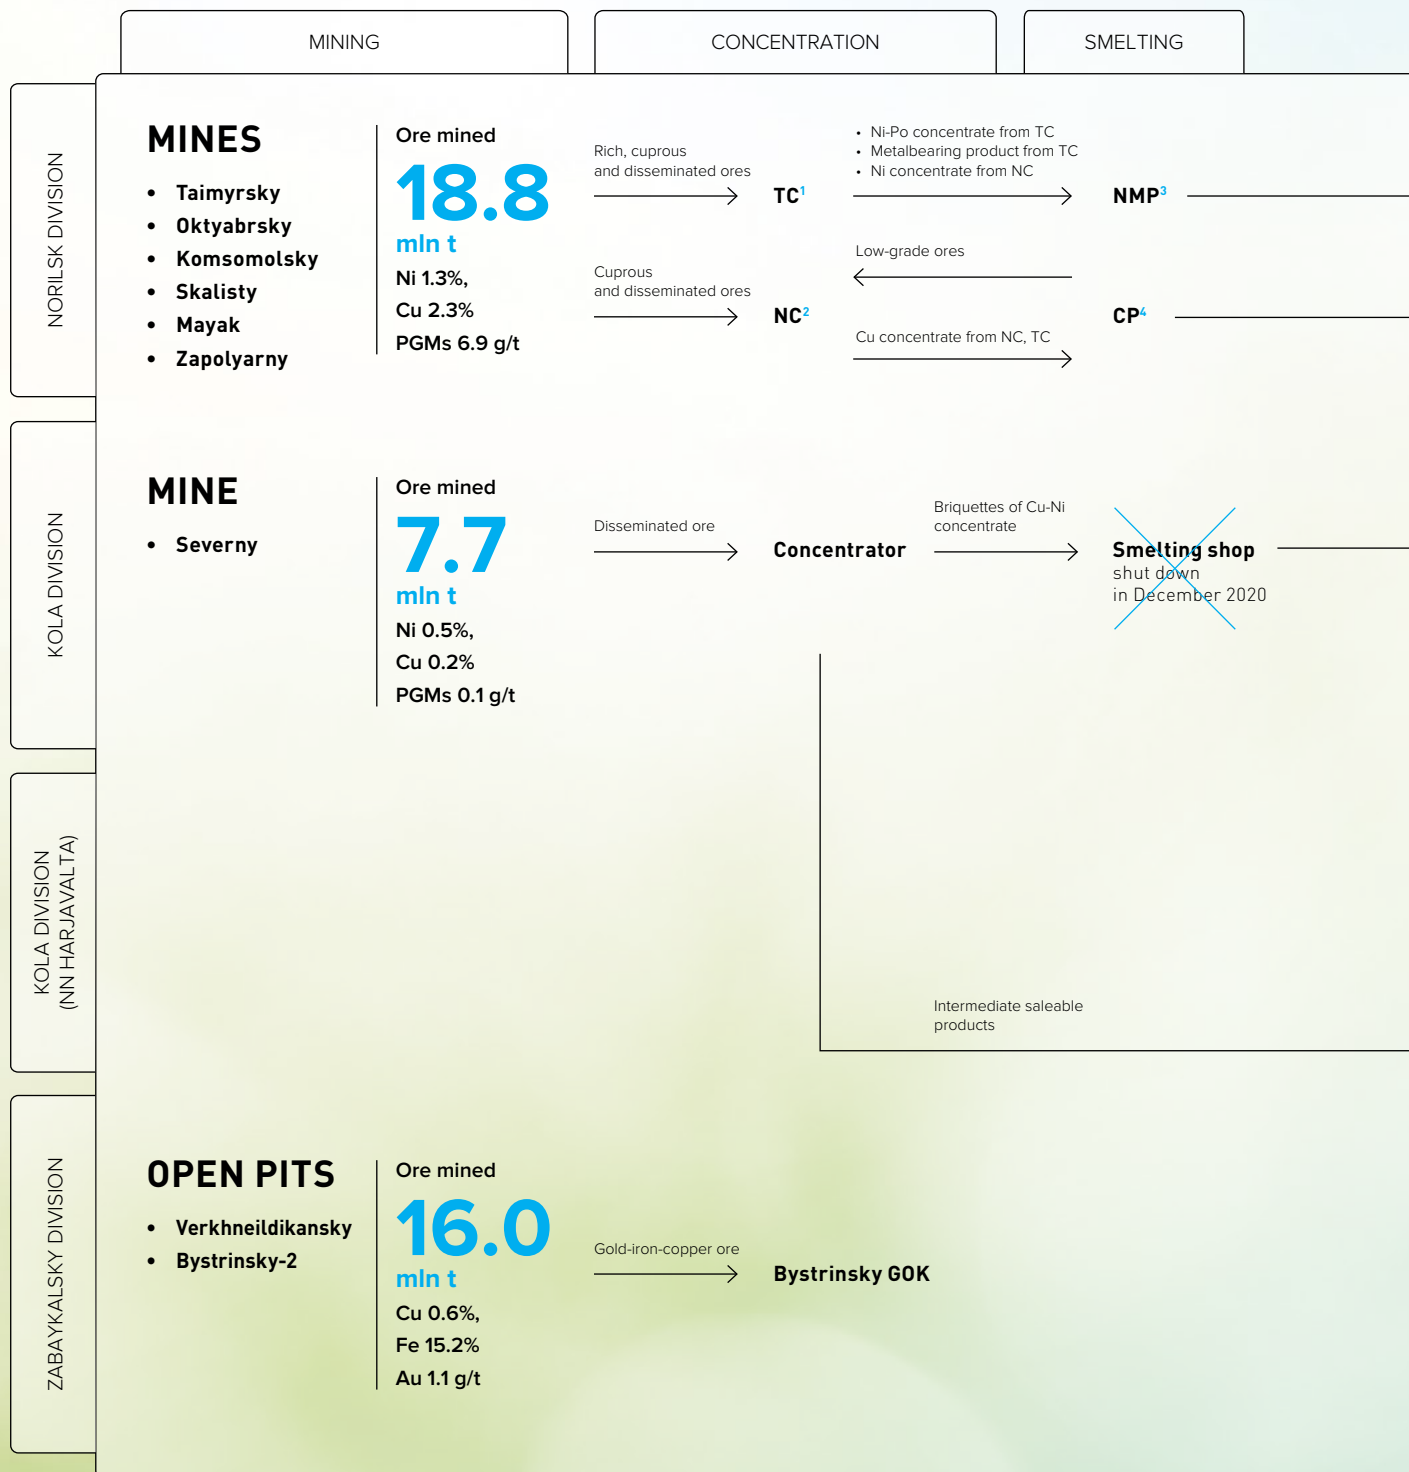 MINING
CONCENTRATION
SMELTING
NORILSK DIVISION
MINES
• Taimyrsky
• Oktyabrsky
• Komsomolsky
• Skalisty
• Mayak
• Zapolyarny
Ore mined
18.8
mln t
Ni 1.3%,
Cu 2.3%
PGMs 6.9 g/t
Rich, cuprous
and disseminated ores
TC¹
• Ni-Po concentrate from TC
• Metalbearing product from TC
• Ni concentrate from NC
NMP³
Cuprous
and disseminated ores
NC²
Low-grade ores
Cu concentrate from NC, TC
CP⁴
KOLA DIVISION
MINE
• Severny
Ore mined
7.7
mln t
Ni 0.5%,
Cu 0.2%
PGMs 0.1 g/t
Disseminated ore
Concentrator
Briquettes of Cu-Ni
concentrate
Smelting shop
shut down
in December 2020
KOLA DIVISION
(NN HARJAVALTA)
Intermediate saleable
products
ZABAYKALSKY DIVISION
OPEN PITS
• Verkhneildikansky
• Bystrinsky-2
Ore mined
16.0
mln t
Cu 0.6%,
Fe 15.2%
Au 1.1 g/t
Gold-iron-copper ore
Bystrinsky GOK